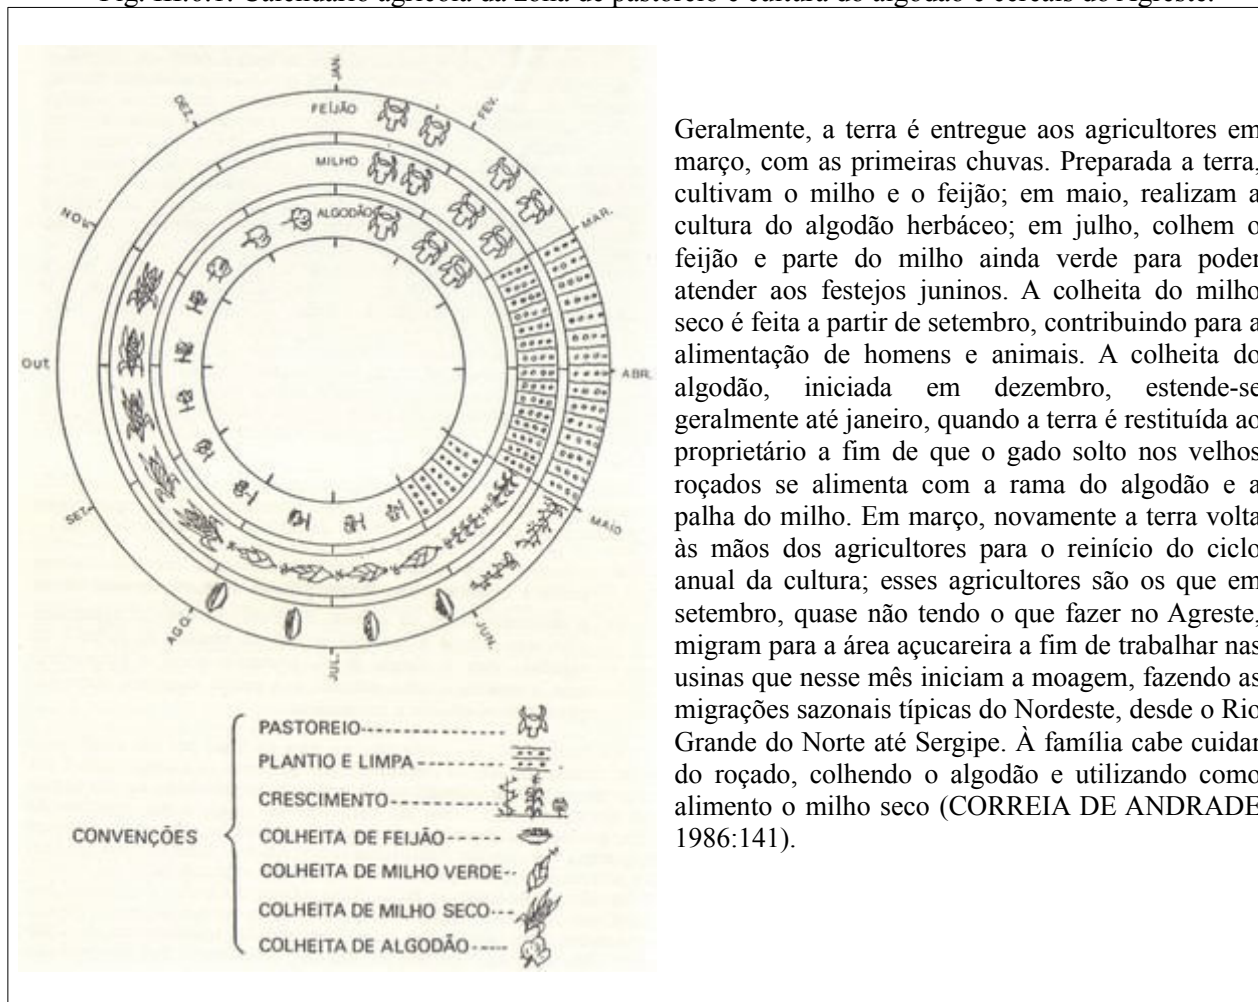 Fig. III.6.1. Calendário agrícola da zona de pastoreio e cultura do algodão e cereais do Agreste.
JAN.
FEV.
MAR.
ABR.
MAIO
JUN.
JUL.
AGO.
SET.
Out
NOV.
DEZ.
FEIJÃO
MILHO
ALGODÃO
CONVENÇÕES
PASTOREIO
PLANTIO E LIMPA
CRESCIMENTO
COLHEITA DE FEIJÃO
COLHEITA DE MILHO VERDE
COLHEITA DE MILHO SECO
COLHEITA DE ALGODÃO
Geralmente, a terra é entregue aos agricultores em
março, com as primeiras chuvas. Preparada a terra,
cultivam o milho e o feijão; em maio, realizam a
cultura do algodão herbáceo; em julho, colhem o
feijão e parte do milho ainda verde para poder
atender aos festejos juninos. A colheita do milho
seco é feita a partir de setembro, contribuindo para a
alimentação de homens e animais. A colheita do
algodão, iniciada em dezembro, estende-se
geralmente até janeiro, quando a terra é restituída ao
proprietário a fim de que o gado solto nos velhos
roçados se alimenta com a rama do algodão e a
palha do milho. Em março, novamente a terra volta
às mãos dos agricultores para o reinício do ciclo
anual da cultura; esses agricultores são os que em
setembro, quase não tendo o que fazer no Agreste,
migram para a área açucareira a fim de trabalhar nas
usinas que nesse mês iniciam a moagem, fazendo as
migrações sazonais típicas do Nordeste, desde o Rio
Grande do Norte até Sergipe. À família cabe cuidar
do roçado, colhendo o algodão e utilizando como
alimento o milho seco (CORREIA DE ANDRADE
1986:141).